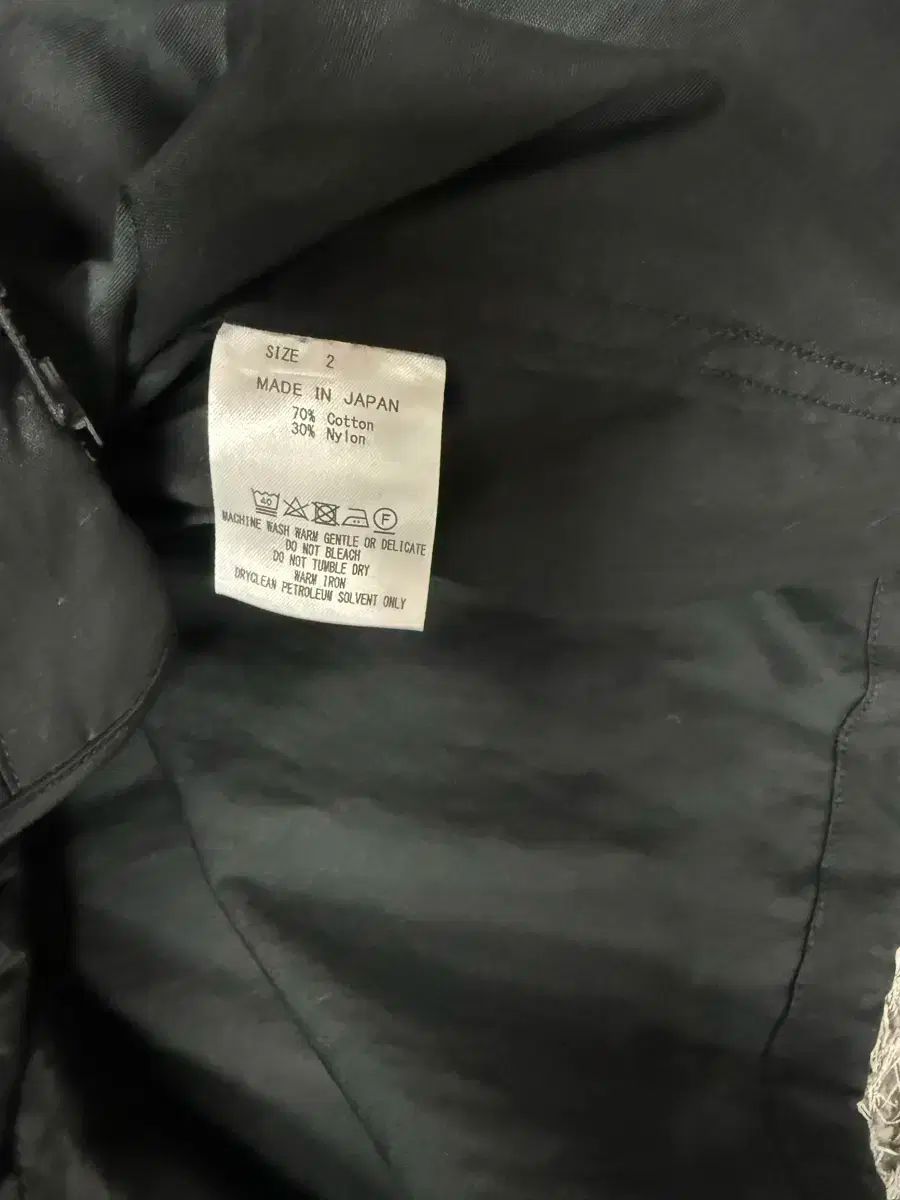 SIZE 2
MADE IN JAPAN
70% Cotton
30% Nylon
40 F
MACHINE WASH WARM GENTLE OR DELICATE
DO NOT BLEACH
DO NOT TUMBLE DRY
WARM IRON
DRYCLEAN PETROLEUM SOLVENT ONLY